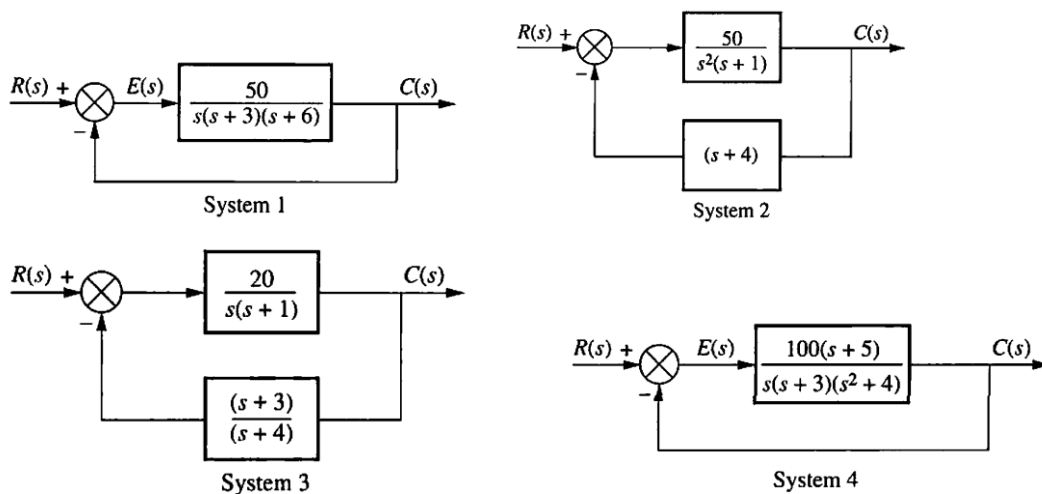 R(s) +
E(s)
50
s(s + 3)(s + 6)
C(s)
−
System 1
R(s) +
50
s²(s + 1)
C(s)
−
(s + 4)
System 2
R(s) +
20
s(s + 1)
C(s)
−
(s + 3)
(s + 4)
System 3
R(s) +
E(s)
100(s + 5)
s(s + 3)(s² + 4)
C(s)
−
System 4